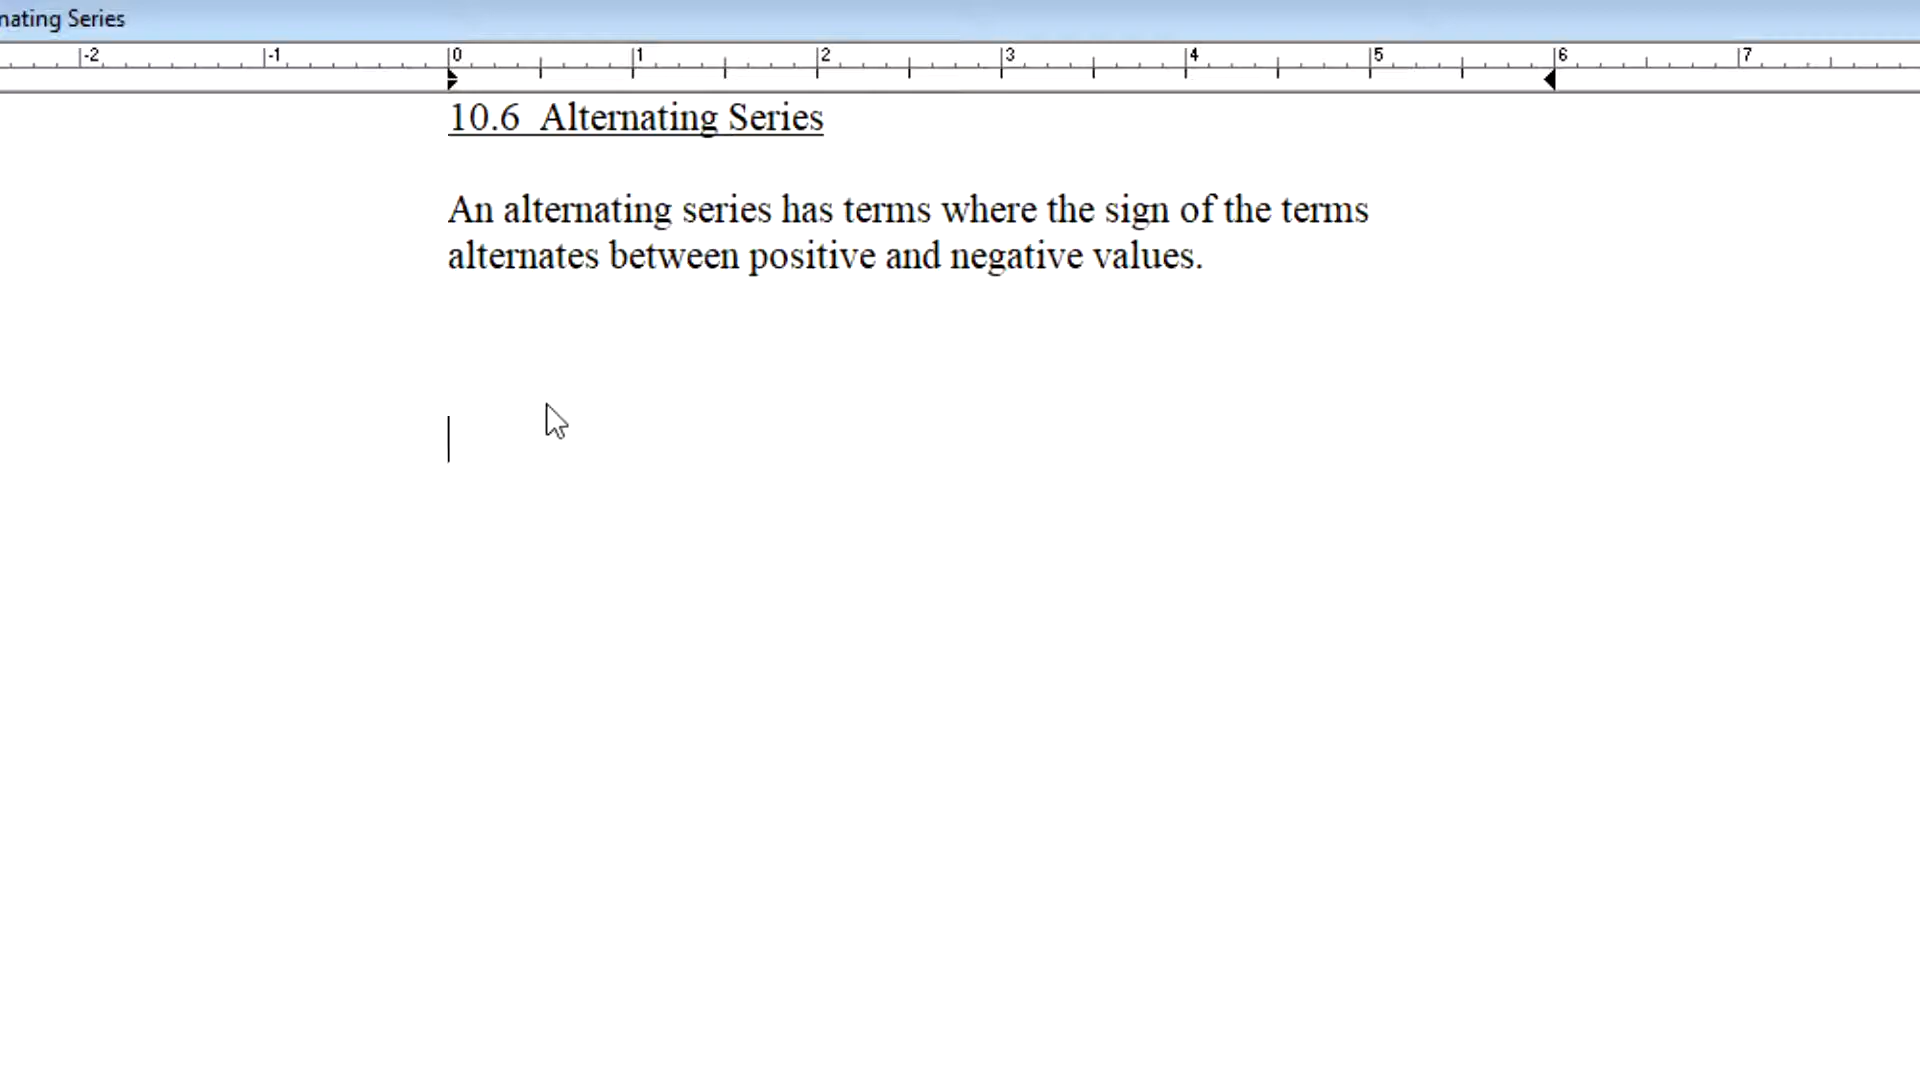 nating Series
-2 -1 0 1 2 3 4 5 6 7
10.6 Alternating Series
An alternating series has terms where the sign of the terms
alternates between positive and negative values.